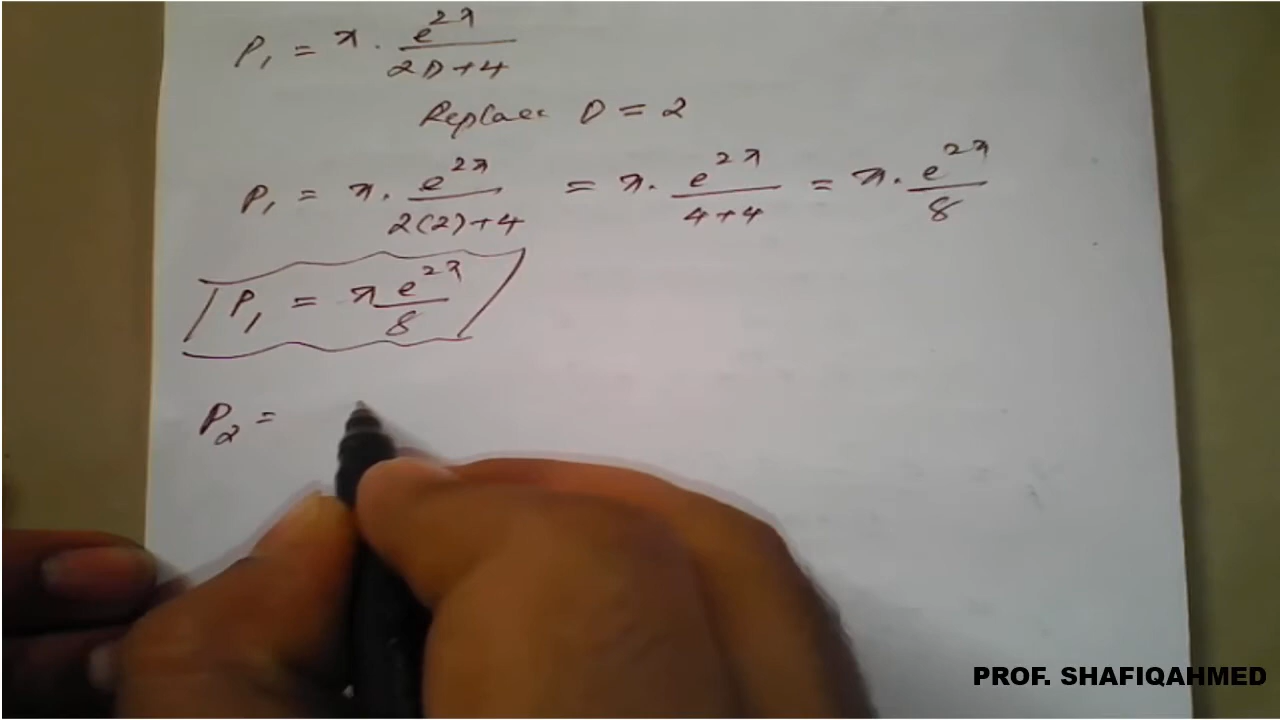 P₁ = x · e^{2x} / (2D+4)
Replace D = 2
P₁ = x · e^{2x} / (2(2)+4) = x · e^{2x} / (4+4) = x · e^{2x} / 8
P₁ = x e^{2x} / 8
P₂ =
PROF. SHAFIQAHMED